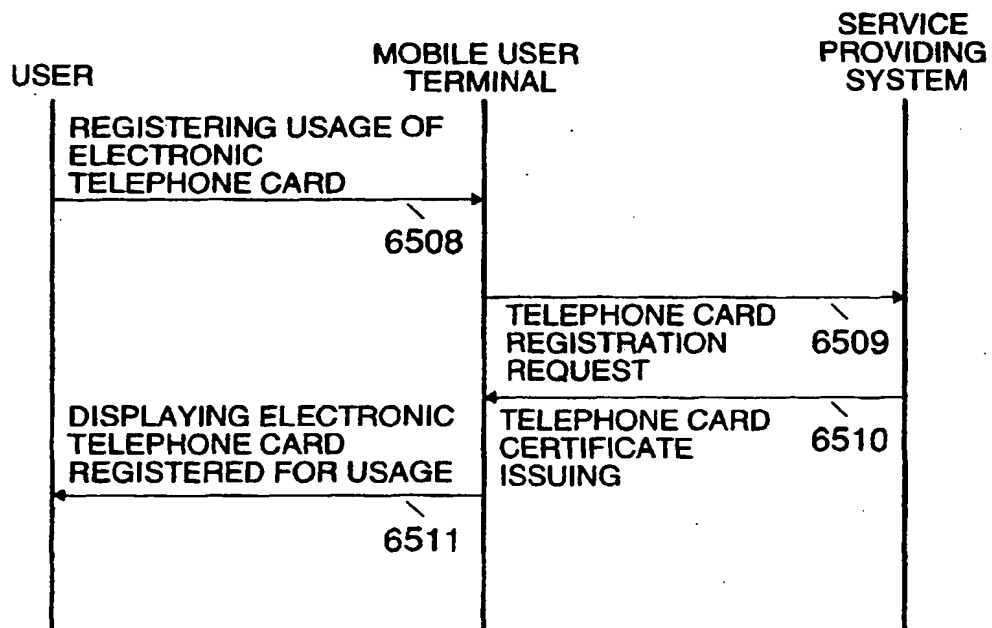 USER
MOBILE USER
TERMINAL
SERVICE
PROVIDING
SYSTEM
REGISTERING USAGE OF
ELECTRONIC
TELEPHONE CARD
6508
TELEPHONE CARD
REGISTRATION
REQUEST
6509
TELEPHONE CARD
CERTIFICATE
ISSUING
6510
DISPLAYING ELECTRONIC
TELEPHONE CARD
REGISTERED FOR USAGE
6511